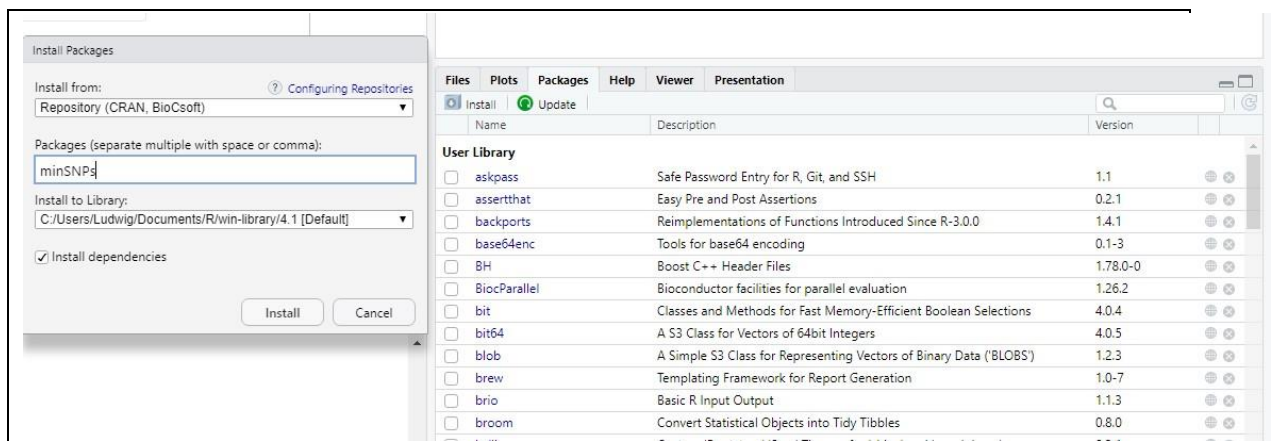 Install Packages
Install from:
? Configuring Repositories
Repository (CRAN, BioCsoft)
Packages (separate multiple with space or comma):
minSNPs
Install to Library:
C:/Users/Ludwig/Documents/R/win-library/4.1 [Default]
Install dependencies
Install Cancel
Files Plots Packages Help Viewer Presentation
Install Update
Name Description Version
User Library
askpass Safe Password Entry for R, Git, and SSH 1.1
assertthat Easy Pre and Post Assertions 0.2.1
backports Reimplementations of Functions Introduced Since R-3.0.0 1.4.1
base64enc Tools for base64 encoding 0.1-3
BH Boost C++ Header Files 1.78.0-0
BiocParallel Bioconductor facilities for parallel evaluation 1.26.2
bit Classes and Methods for Fast Memory-Efficient Boolean Selections 4.0.4
bit64 A S3 Class for Vectors of 64bit Integers 4.0.5
blob A Simple S3 Class for Representing Vectors of Binary Data ('BLOBS') 1.2.3
brew Templating Framework for Report Generation 1.0-7
brio Basic R Input Output 1.1.3
broom Convert Statistical Objects into Tidy Tibbles 0.8.0